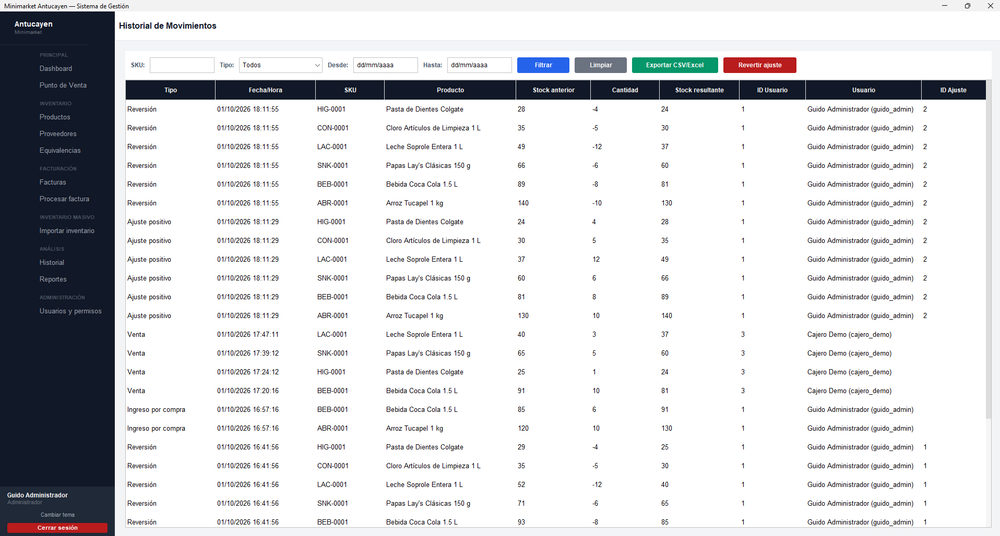 Minimarket Antucayen — Sistema de Gestión
Antucayen
Minimarket
PRINCIPAL
Dashboard
Punto de Venta
INVENTARIO
Productos
Proveedores
Equivalencias
FACTURACIÓN
Facturas
Procesar factura
INVENTARIO MASIVO
Importar inventario
ANÁLISIS
Historial
Reportes
ADMINISTRACIÓN
Usuarios y permisos
Guido Administrador
Administrador
Cambiar tema
Cerrar sesión
Historial de Movimientos
SKU: Tipo: Todos Desde: dd/mm/aaaa Hasta: dd/mm/aaaa Filtrar Limpiar Exportar CSV/Excel Revertir ajuste
Tipo Fecha/Hora SKU Producto Stock anterior Cantidad Stock resultante ID Usuario Usuario ID Ajuste
Reversión 01/10/2026 18:11:55 HIG-0001 Pasta de Dientes Colgate 28 -4 24 1 Guido Administrador (guido_admin) 2
Reversión 01/10/2026 18:11:55 CON-0001 Cloro Artículos de Limpieza 1 L 35 -5 30 1 Guido Administrador (guido_admin) 2
Reversión 01/10/2026 18:11:55 LAC-0001 Leche Soprole Entera 1 L 49 -12 37 1 Guido Administrador (guido_admin) 2
Reversión 01/10/2026 18:11:55 SNK-0001 Papas Lay's Clásicas 150 g 66 -6 60 1 Guido Administrador (guido_admin) 2
Reversión 01/10/2026 18:11:55 BEB-0001 Bebida Coca Cola 1.5 L 89 -8 81 1 Guido Administrador (guido_admin) 2
Reversión 01/10/2026 18:11:55 ABR-0001 Arroz Tucapel 1 kg 140 -10 130 1 Guido Administrador (guido_admin) 2
Ajuste positivo 01/10/2026 18:11:29 HIG-0001 Pasta de Dientes Colgate 24 4 28 1 Guido Administrador (guido_admin) 2
Ajuste positivo 01/10/2026 18:11:29 CON-0001 Cloro Artículos de Limpieza 1 L 30 5 35 1 Guido Administrador (guido_admin) 2
Ajuste positivo 01/10/2026 18:11:29 LAC-0001 Leche Soprole Entera 1 L 37 12 49 1 Guido Administrador (guido_admin) 2
Ajuste positivo 01/10/2026 18:11:29 SNK-0001 Papas Lay's Clásicas 150 g 60 6 66 1 Guido Administrador (guido_admin) 2
Ajuste positivo 01/10/2026 18:11:29 BEB-0001 Bebida Coca Cola 1.5 L 81 8 89 1 Guido Administrador (guido_admin) 2
Ajuste positivo 01/10/2026 18:11:29 ABR-0001 Arroz Tucapel 1 kg 130 10 140 1 Guido Administrador (guido_admin) 2
Venta 01/10/2026 17:47:11 LAC-0001 Leche Soprole Entera 1 L 40 3 37 3 Cajero Demo (cajero_demo)
Venta 01/10/2026 17:39:12 SNK-0001 Papas Lay's Clásicas 150 g 65 5 60 3 Cajero Demo (cajero_demo)
Venta 01/10/2026 17:24:12 HIG-0001 Pasta de Dientes Colgate 25 1 24 3 Cajero Demo (cajero_demo)
Venta 01/10/2026 17:20:16 BEB-0001 Bebida Coca Cola 1.5 L 91 10 81 3 Cajero Demo (cajero_demo)
Ingreso por compra 01/10/2026 16:57:16 BEB-0001 Bebida Coca Cola 1.5 L 85 6 91 1 Guido Administrador (guido_admin)
Ingreso por compra 01/10/2026 16:57:16 ABR-0001 Arroz Tucapel 1 kg 120 10 130 1 Guido Administrador (guido_admin)
Reversión 01/10/2026 16:41:56 HIG-0001 Pasta de Dientes Colgate 29 -4 25 1 Guido Administrador (guido_admin) 1
Reversión 01/10/2026 16:41:56 CON-0001 Cloro Artículos de Limpieza 1 L 35 -5 30 1 Guido Administrador (guido_admin) 1
Reversión 01/10/2026 16:41:56 LAC-0001 Leche Soprole Entera 1 L 52 -12 40 1 Guido Administrador (guido_admin) 1
Reversión 01/10/2026 16:41:56 SNK-0001 Papas Lay's Clásicas 150 g 71 -6 65 1 Guido Administrador (guido_admin) 1
Reversión 01/10/2026 16:41:56 BEB-0001 Bebida Coca Cola 1.5 L 93 -8 85 1 Guido Administrador (guido_admin) 1